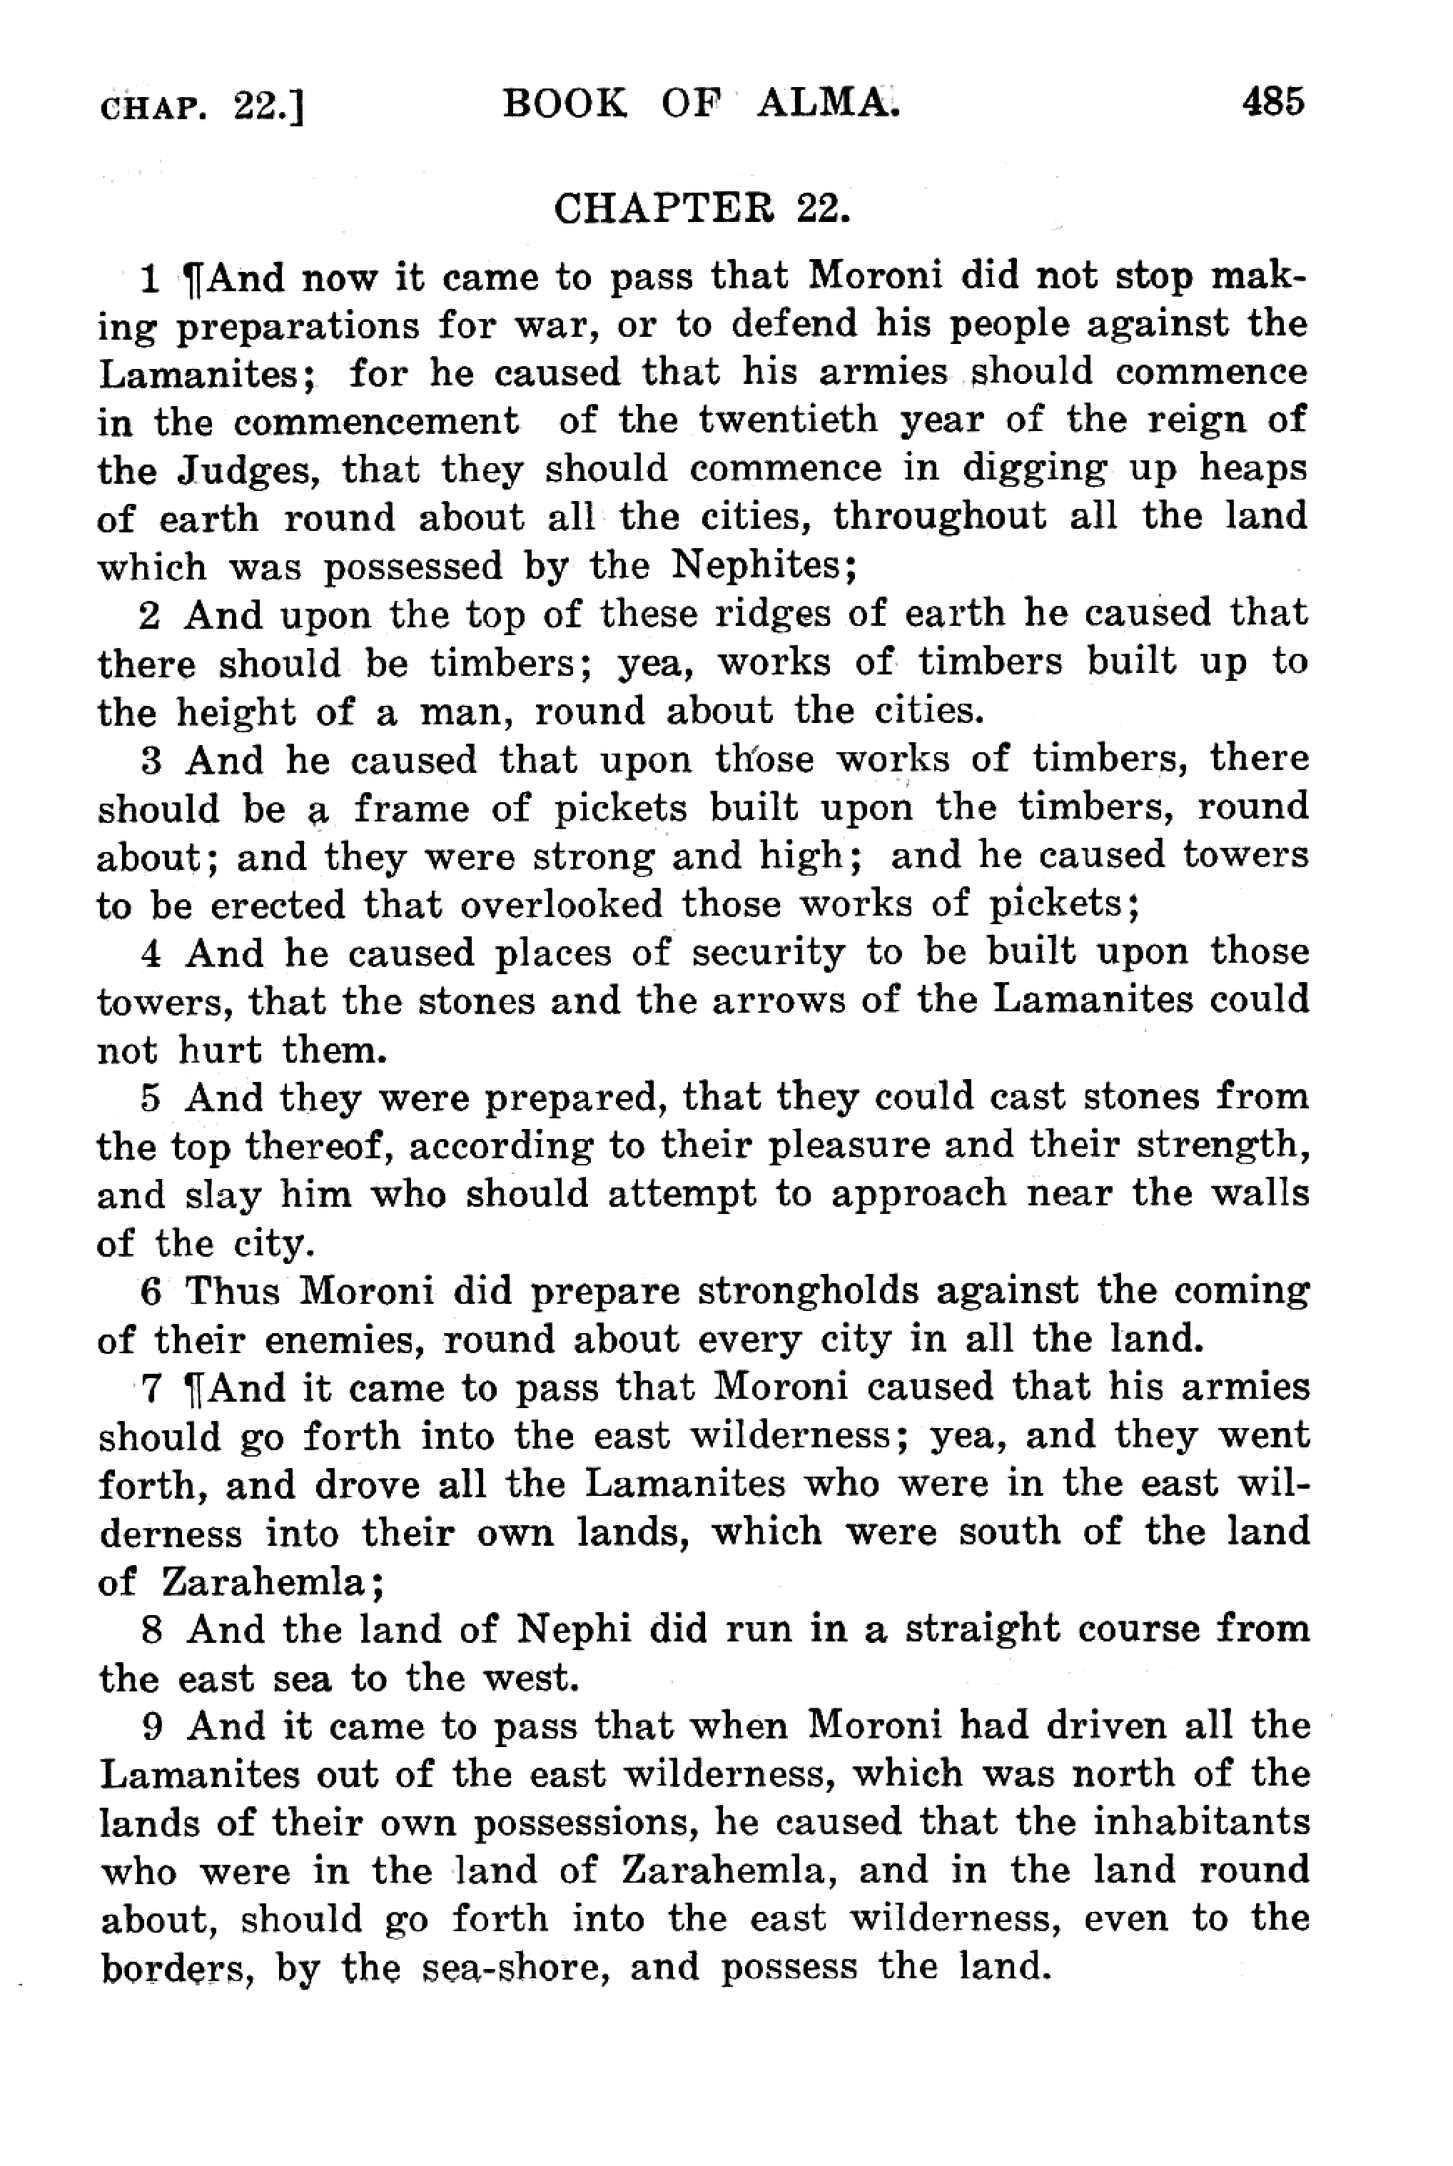 CHAP. 22.] BOOK OF ALMA. 485
CHAPTER 22.
1 ¶And now it came to pass that Moroni did not stop mak-
ing preparations for war, or to defend his people against the
Lamanites; for he caused that his armies should commence
in the commencement of the twentieth year of the reign of
the Judges, that they should commence in digging up heaps
of earth round about all the cities, throughout all the land
which was possessed by the Nephites;
2 And upon the top of these ridges of earth he caused that
there should be timbers; yea, works of timbers built up to
the height of a man, round about the cities.
3 And he caused that upon those works of timbers, there
should be a frame of pickets built upon the timbers, round
about; and they were strong and high; and he caused towers
to be erected that overlooked those works of pickets;
4 And he caused places of security to be built upon those
towers, that the stones and the arrows of the Lamanites could
not hurt them.
5 And they were prepared, that they could cast stones from
the top thereof, according to their pleasure and their strength,
and slay him who should attempt to approach near the walls
of the city.
6 Thus Moroni did prepare strongholds against the coming
of their enemies, round about every city in all the land.
7 ¶And it came to pass that Moroni caused that his armies
should go forth into the east wilderness; yea, and they went
forth, and drove all the Lamanites who were in the east wil-
derness into their own lands, which were south of the land
of Zarahemla;
8 And the land of Nephi did run in a straight course from
the east sea to the west.
9 And it came to pass that when Moroni had driven all the
Lamanites out of the east wilderness, which was north of the
lands of their own possessions, he caused that the inhabitants
who were in the land of Zarahemla, and in the land round
about, should go forth into the east wilderness, even to the
borders, by the sea-shore, and possess the land.